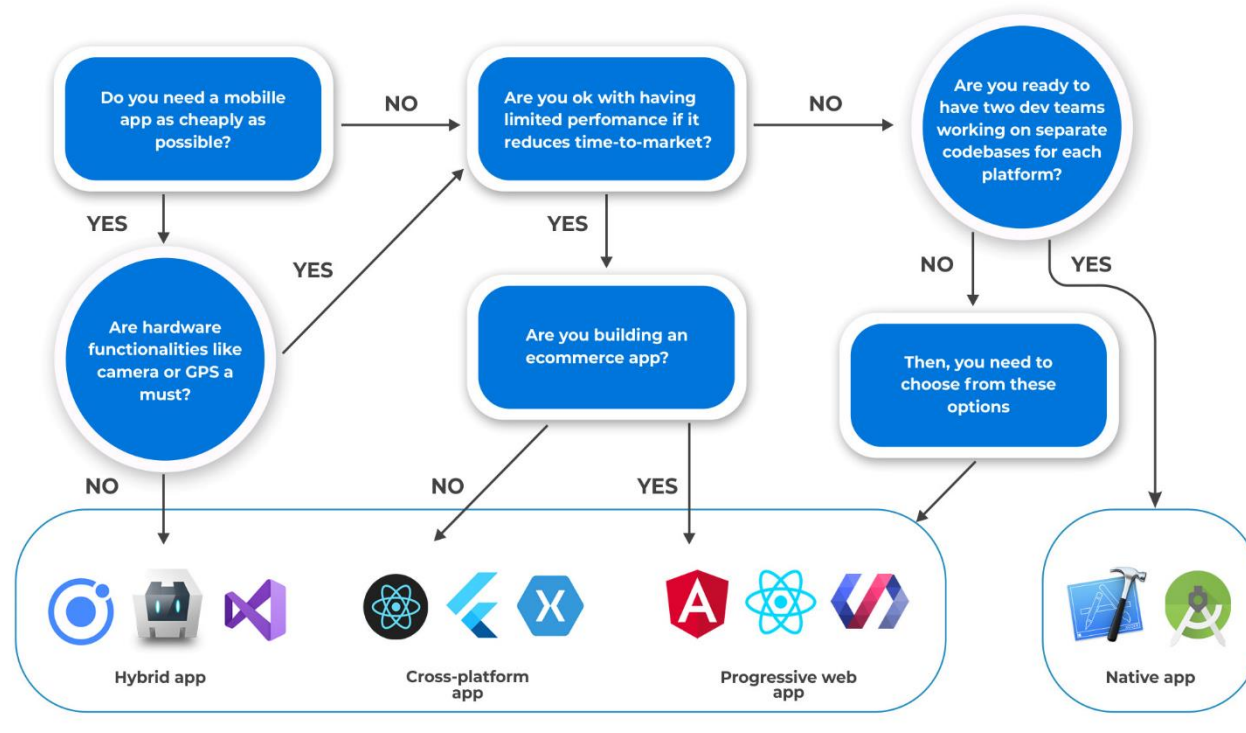 Do you need a mobille
app as cheaply as
possible?
NO
Are you ok with having
limited perfomance if it
reduces time-to-market?
NO
Are you ready to
have two dev teams
working on separate
codebases for each
platform?
YES
YES
YES
NO
YES
Are hardware
functionalities like
camera or GPS a
must?
Are you building an
ecommerce app?
Then, you need to
choose from these
options
NO
NO
YES
Hybrid app
Cross-platform
app
Progressive web
app
Native app